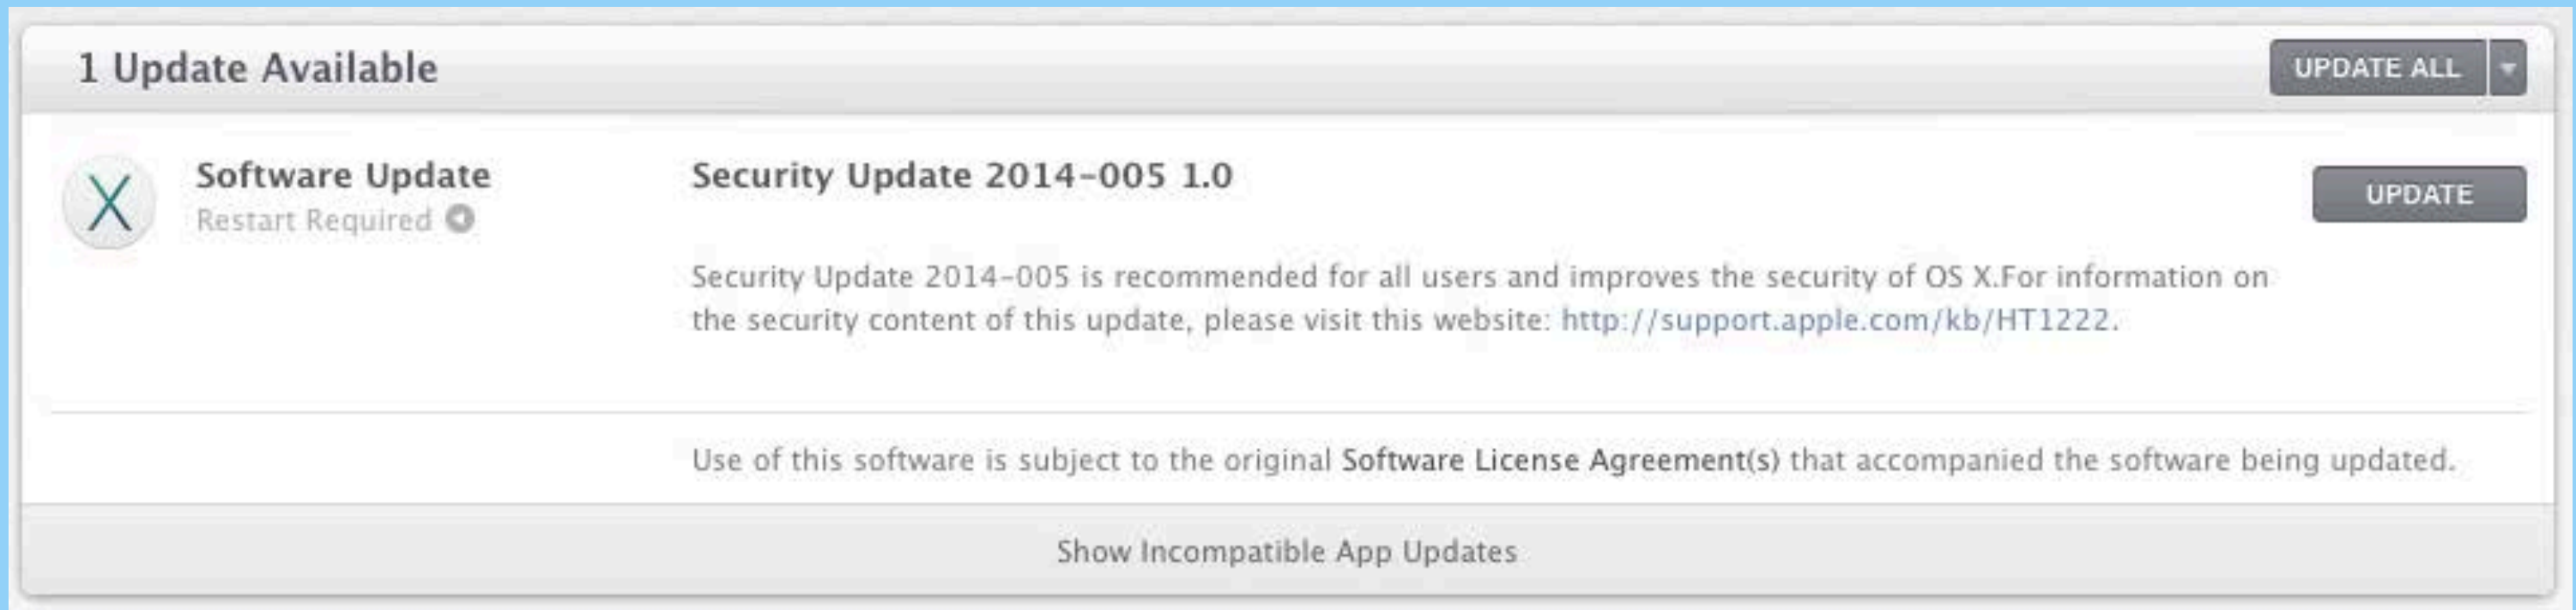 1 Update Available
UPDATE ALL
Software Update
Restart Required
Security Update 2014-005 1.0
UPDATE
Security Update 2014-005 is recommended for all users and improves the security of OS X.For information on
the security content of this update, please visit this website: http://support.apple.com/kb/HT1222.
Use of this software is subject to the original Software License Agreement(s) that accompanied the software being updated.
Show Incompatible App Updates